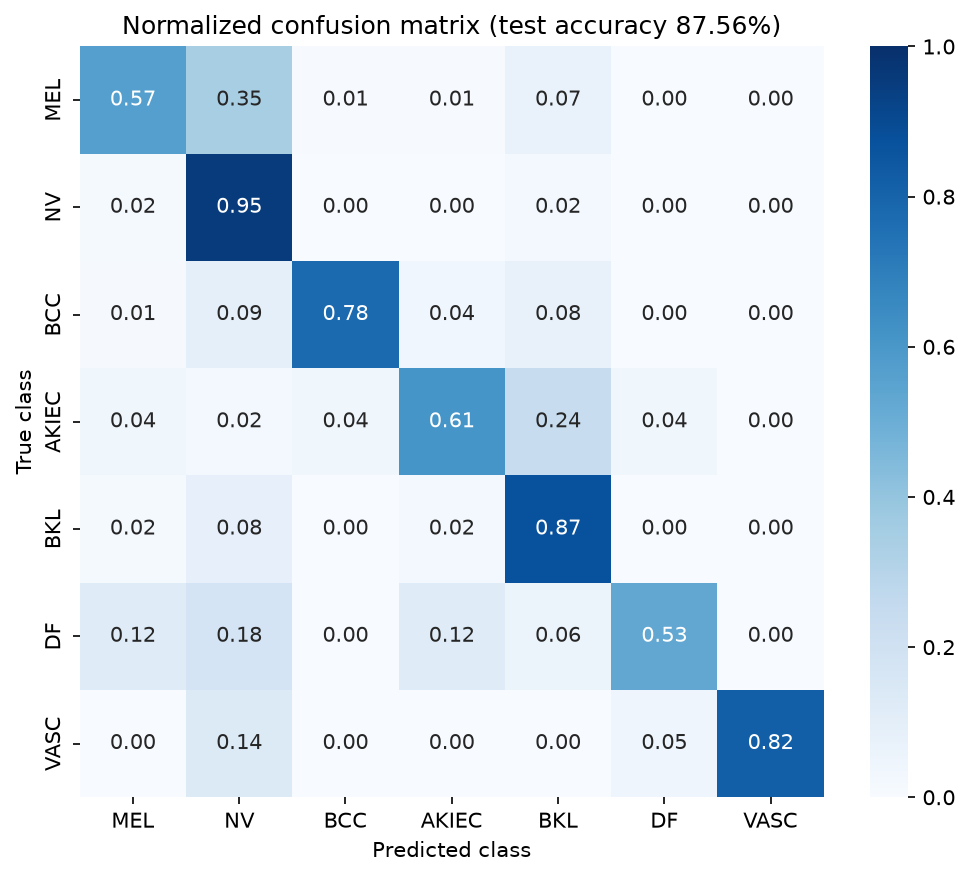 Normalized confusion matrix (test accuracy 87.56%)
True class
MEL 0.57 0.35 0.01 0.01 0.07 0.00 0.00
NV 0.02 0.95 0.00 0.00 0.02 0.00 0.00
BCC 0.01 0.09 0.78 0.04 0.08 0.00 0.00
AKIEC 0.04 0.02 0.04 0.61 0.24 0.04 0.00
BKL 0.02 0.08 0.00 0.02 0.87 0.00 0.00
DF 0.12 0.18 0.00 0.12 0.06 0.53 0.00
VASC 0.00 0.14 0.00 0.00 0.00 0.05 0.82
MEL NV BCC AKIEC BKL DF VASC
Predicted class
1.0
0.8
0.6
0.4
0.2
0.0